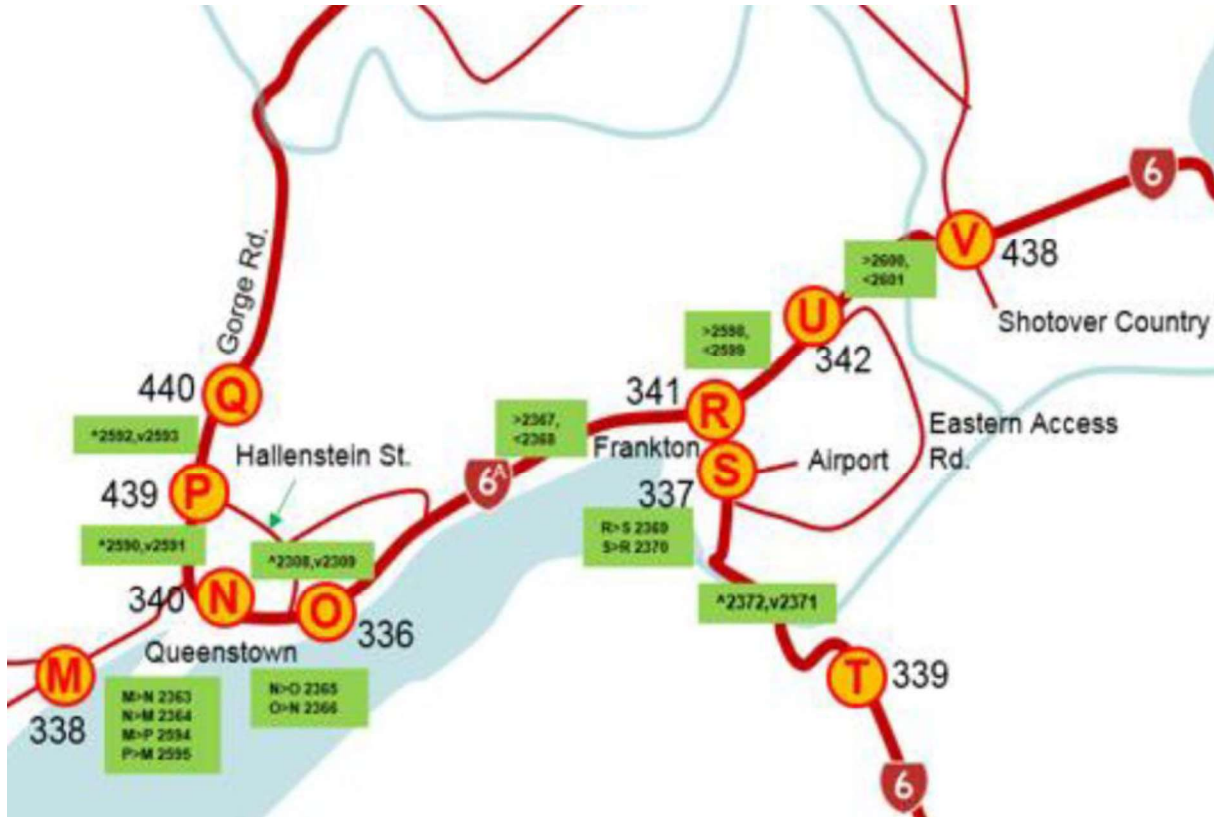 6
V
438
>2600,
<2601
Shotover Country
U
342
>2598,
<2599
Gorge Rd.
440
Q
341
R
^2592,v2593
>2367,
<2368
Hallenstein St.
Frankton
Eastern Access
Rd.
S
Airport
6A
439
P
337
R>S 2369
S>R 2370
^2590,v2591
^2308,v2309
340
N
O
336
^2372,v2371
Queenstown
M
338
M>N 2363
N>M 2364
M>P 2594
P>M 2595
N>O 2365
O>N 2366
T
339
6